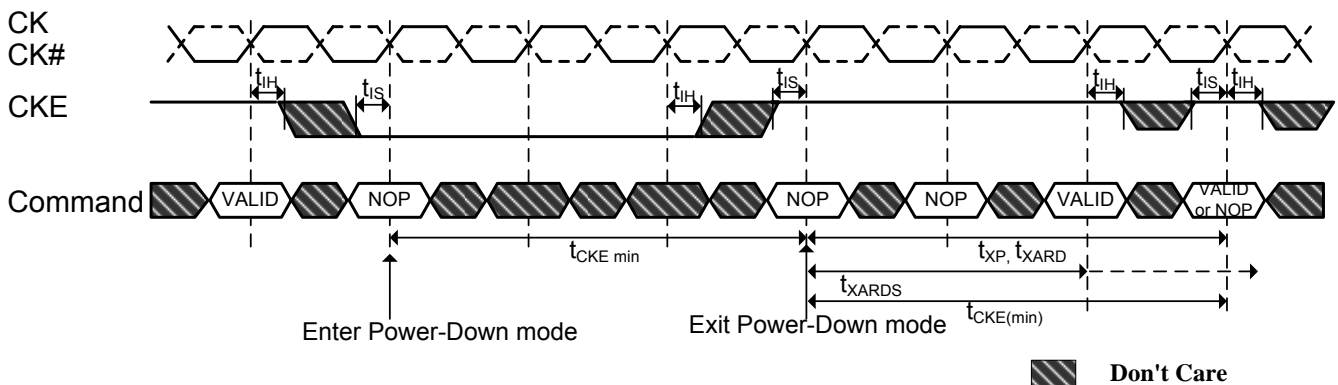 CK
CK#
tIH
tIS
tIH
tIS
tIH
tIS
tIH
CKE
Command
VALID
NOP
NOP
NOP
VALID
VALID
or NOP
tCKE min
tXP, tXARD
tXARDS
tCKE(min)
Enter Power-Down mode
Exit Power-Down mode
Don't Care